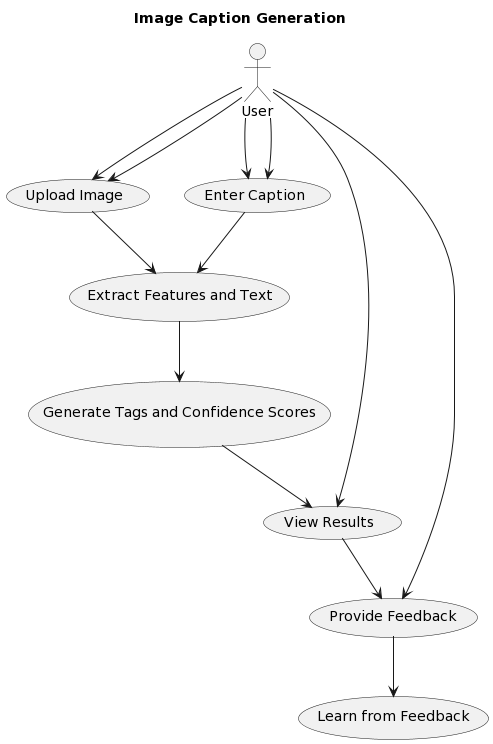 Image Caption Generation
User
Upload Image
Enter Caption
Extract Features and Text
Generate Tags and Confidence Scores
View Results
Provide Feedback
Learn from Feedback